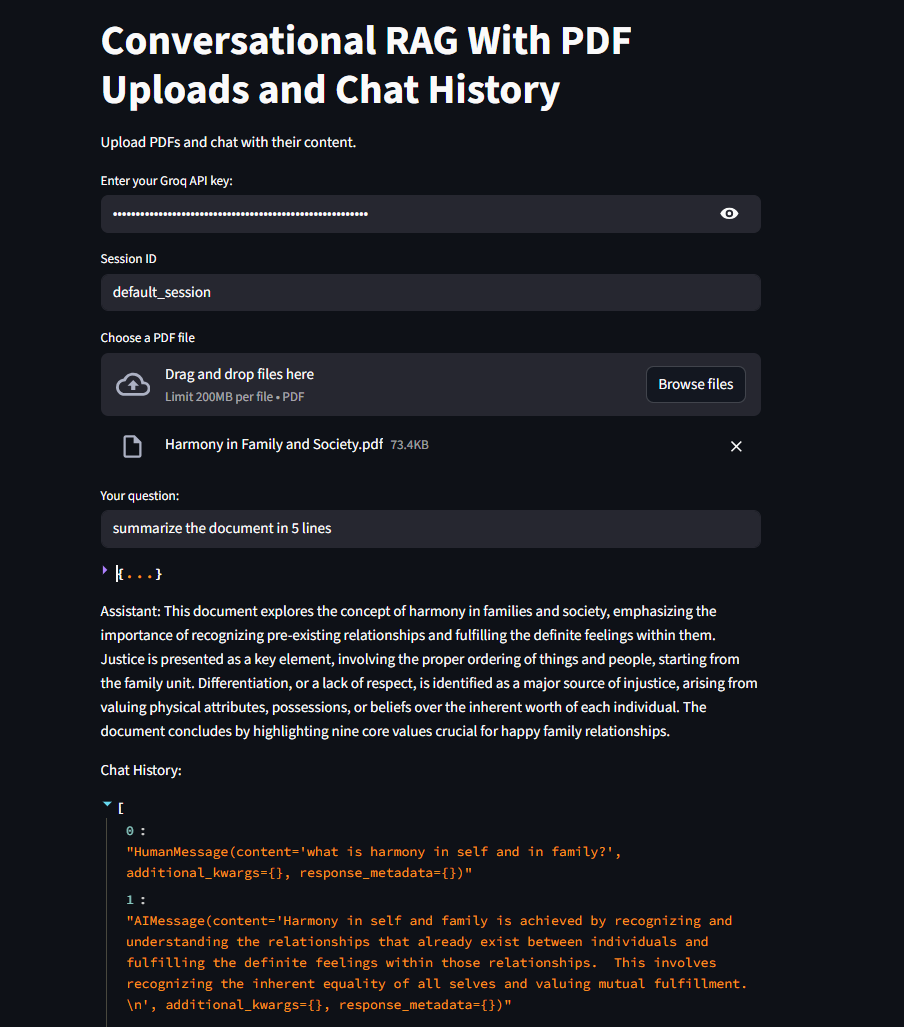 Conversational RAG With PDF
Uploads and Chat History
Upload PDFs and chat with their content.
Enter your Groq API key:
••••••••••••••••••••••••••••••••••••••••••••••••••••••••
Session ID
default_session
Choose a PDF file
Drag and drop files here
Limit 200MB per file • PDF
Browse files
Harmony in Family and Society.pdf 73.4KB
Your question:
summarize the document in 5 lines
{...}
Assistant: This document explores the concept of harmony in families and society, emphasizing the
importance of recognizing pre-existing relationships and fulfilling the definite feelings within them.
Justice is presented as a key element, involving the proper ordering of things and people, starting from
the family unit. Differentiation, or a lack of respect, is identified as a major source of injustice, arising from
valuing physical attributes, possessions, or beliefs over the inherent worth of each individual. The
document concludes by highlighting nine core values crucial for happy family relationships.
Chat History:
[
0 :
"HumanMessage(content='what is harmony in self and in family?',
additional_kwargs={}, response_metadata={})"
1 :
"AIMessage(content='Harmony in self and family is achieved by recognizing and
understanding the relationships that already exist between individuals and
fulfilling the definite feelings within those relationships.  This involves
recognizing the inherent equality of all selves and valuing mutual fulfillment.
\n', additional_kwargs={}, response_metadata={})"